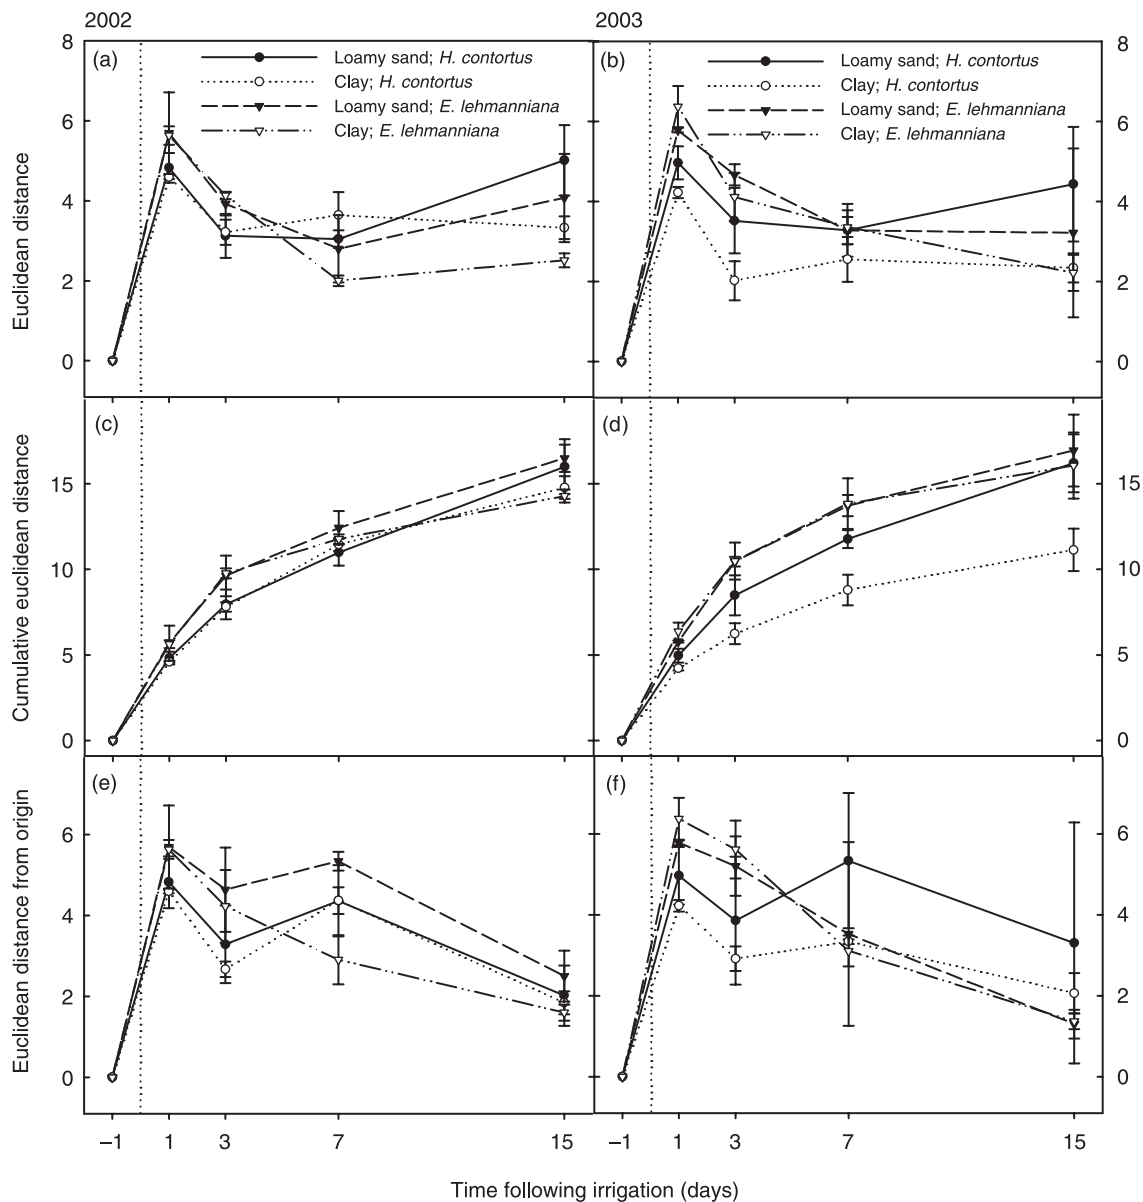 2002
2003
(a)
Loamy sand; H. contortus
Clay; H. contortus
Loamy sand; E. lehmanniana
Clay; E. lehmanniana
8
6
4
2
0
Euclidean distance
(b)
Loamy sand; H. contortus
Clay; H. contortus
Loamy sand; E. lehmanniana
Clay; E. lehmanniana
8
6
4
2
0
(c)
15
10
5
0
Cumulative euclidean distance
(d)
15
10
5
0
(e)
6
4
2
0
Euclidean distance from origin
(f)
6
4
2
0
–1 1 3 7 15
–1 1 3 7 15
Time following irrigation (days)